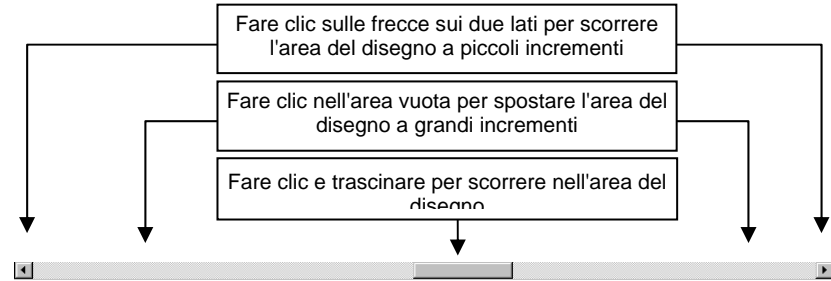 Fare clic sulle frecce sui due lati per scorrere
l'area del disegno a piccoli incrementi
Fare clic nell'area vuota per spostare l'area del
disegno a grandi incrementi
Fare clic e trascinare per scorrere nell'area del
disegno